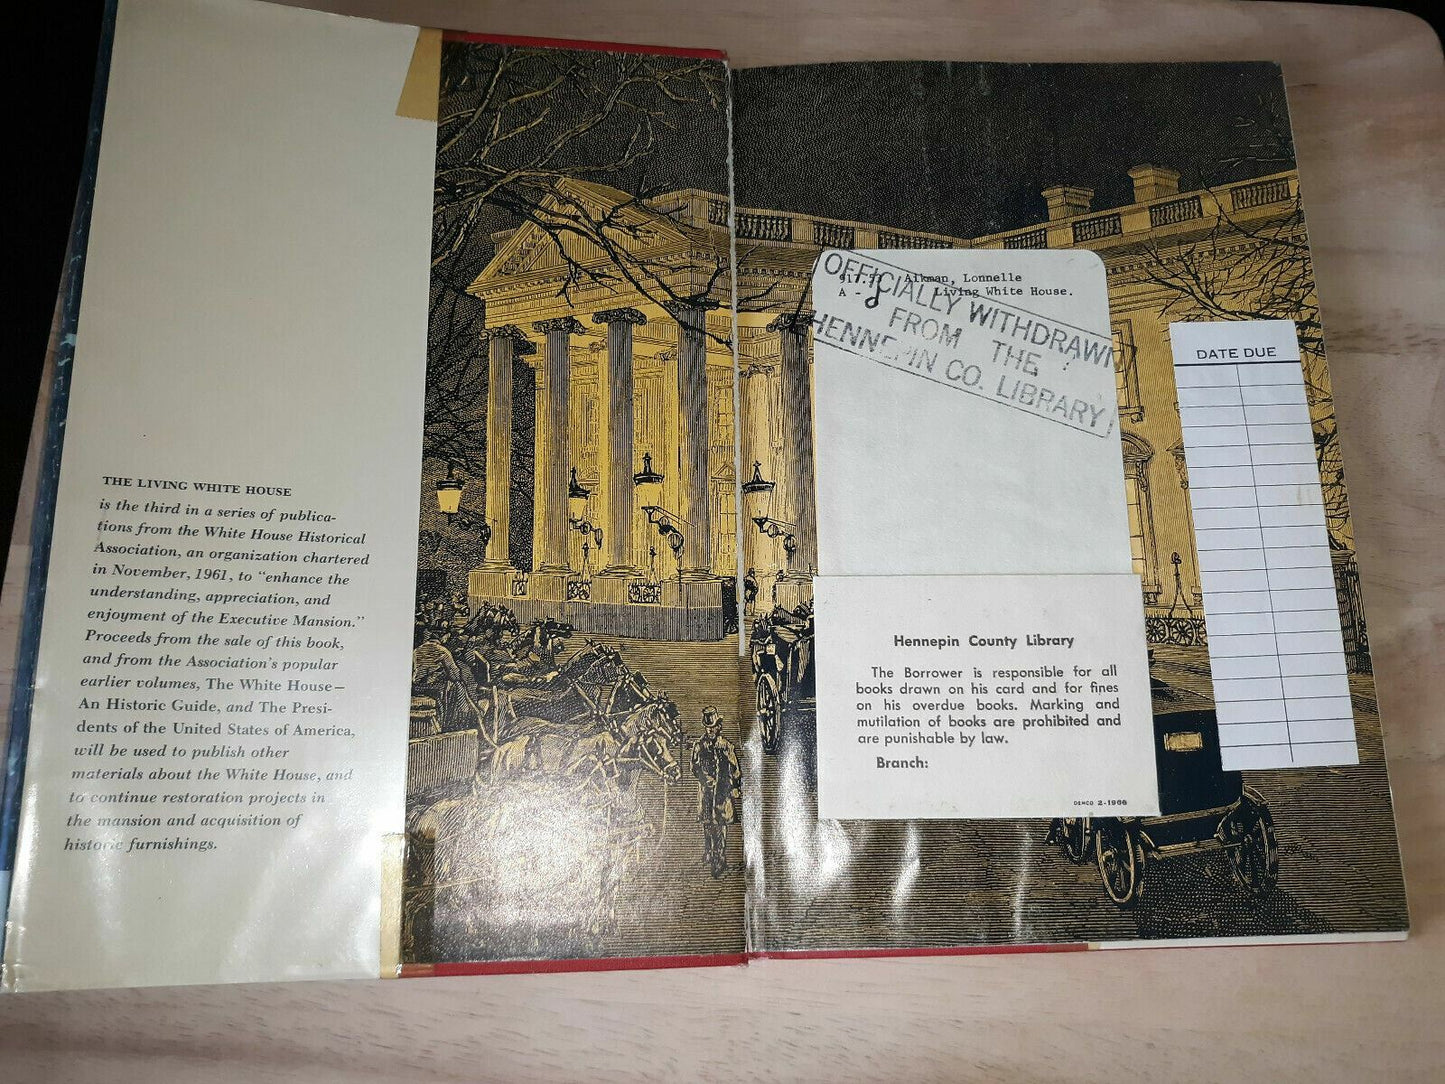 THE LIVING WHITE HOUSE
is the third in a series of publica-
tions from the White House Historical
Association, an organization chartered
in November, 1961, to "enhance the
understanding, appreciation, and
enjoyment of the Executive Mansion."
Proceeds from the sale of this book,
and from the Association's popular
earlier volumes, The White House—
An Historic Guide, and The Presi-
dents of the United States of America,
will be used to publish other
materials about the White House, and
to continue restoration projects in
the mansion and acquisition of
historic furnishings.
Aikman, Lonnelle
A - Living White House.
OFFICIALLY WITHDRAWN
FROM THE
HENNEPIN CO. LIBRARY
Hennepin County Library
The Borrower is responsible for all
books drawn on his card and for fines
on his overdue books. Marking and
mutilation of books are prohibited and
are punishable by law.
Branch:
DEMCO 2-1966
DATE DUE